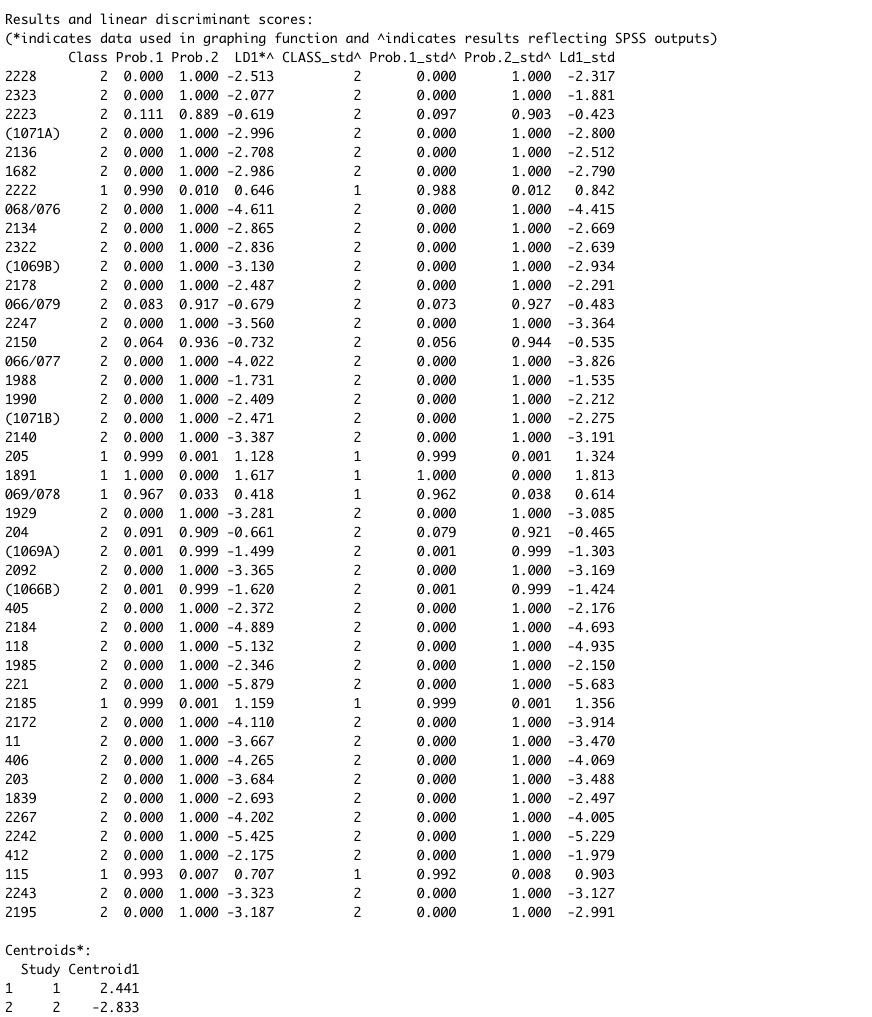 Results and linear discriminant scores:
(*indicates data used in graphing function and ^indicates results reflecting SPSS outputs)
Class Prob.1 Prob.2 LD1*^ CLASS_std^ Prob.1_std^ Prob.2_std^ Ld1_std
2228 2 0.000 1.000 -2.513 2 0.000 1.000 -2.317
2323 2 0.000 1.000 -2.077 2 0.000 1.000 -1.881
2223 2 0.111 0.889 -0.619 2 0.097 0.903 -0.423
(1071A) 2 0.000 1.000 -2.996 2 0.000 1.000 -2.800
2136 2 0.000 1.000 -2.708 2 0.000 1.000 -2.512
1682 2 0.000 1.000 -2.986 2 0.000 1.000 -2.790
2222 1 0.990 0.010 0.646 1 0.988 0.012 0.842
068/076 2 0.000 1.000 -4.611 2 0.000 1.000 -4.415
2134 2 0.000 1.000 -2.865 2 0.000 1.000 -2.669
2322 2 0.000 1.000 -2.836 2 0.000 1.000 -2.639
(1069B) 2 0.000 1.000 -3.130 2 0.000 1.000 -2.934
2178 2 0.000 1.000 -2.487 2 0.000 1.000 -2.291
066/079 2 0.083 0.917 -0.679 2 0.073 0.927 -0.483
2247 2 0.000 1.000 -3.560 2 0.000 1.000 -3.364
2150 2 0.064 0.936 -0.732 2 0.056 0.944 -0.535
066/077 2 0.000 1.000 -4.022 2 0.000 1.000 -3.826
1988 2 0.000 1.000 -1.731 2 0.000 1.000 -1.535
1990 2 0.000 1.000 -2.409 2 0.000 1.000 -2.212
(1071B) 2 0.000 1.000 -2.471 2 0.000 1.000 -2.275
2140 2 0.000 1.000 -3.387 2 0.000 1.000 -3.191
205 1 0.999 0.001 1.128 1 0.999 0.001 1.324
1891 1 1.000 0.000 1.617 1 1.000 0.000 1.813
069/078 1 0.967 0.033 0.418 1 0.962 0.038 0.614
1929 2 0.000 1.000 -3.281 2 0.000 1.000 -3.085
204 2 0.091 0.909 -0.661 2 0.079 0.921 -0.465
(1069A) 2 0.001 0.999 -1.499 2 0.001 0.999 -1.303
2092 2 0.000 1.000 -3.365 2 0.000 1.000 -3.169
(1066B) 2 0.001 0.999 -1.620 2 0.001 0.999 -1.424
405 2 0.000 1.000 -2.372 2 0.000 1.000 -2.176
2184 2 0.000 1.000 -4.889 2 0.000 1.000 -4.693
118 2 0.000 1.000 -5.132 2 0.000 1.000 -4.935
1985 2 0.000 1.000 -2.346 2 0.000 1.000 -2.150
221 2 0.000 1.000 -5.879 2 0.000 1.000 -5.683
2185 1 0.999 0.001 1.159 1 0.999 0.001 1.356
2172 2 0.000 1.000 -4.110 2 0.000 1.000 -3.914
11 2 0.000 1.000 -3.667 2 0.000 1.000 -3.470
406 2 0.000 1.000 -4.265 2 0.000 1.000 -4.069
203 2 0.000 1.000 -3.684 2 0.000 1.000 -3.488
1839 2 0.000 1.000 -2.693 2 0.000 1.000 -2.497
2267 2 0.000 1.000 -4.202 2 0.000 1.000 -4.005
2242 2 0.000 1.000 -5.425 2 0.000 1.000 -5.229
412 2 0.000 1.000 -2.175 2 0.000 1.000 -1.979
115 1 0.993 0.007 0.707 1 0.992 0.008 0.903
2243 2 0.000 1.000 -3.323 2 0.000 1.000 -3.127
2195 2 0.000 1.000 -3.187 2 0.000 1.000 -2.991
Centroids*:
Study Centroid1
1 1 2.441
2 2 -2.833